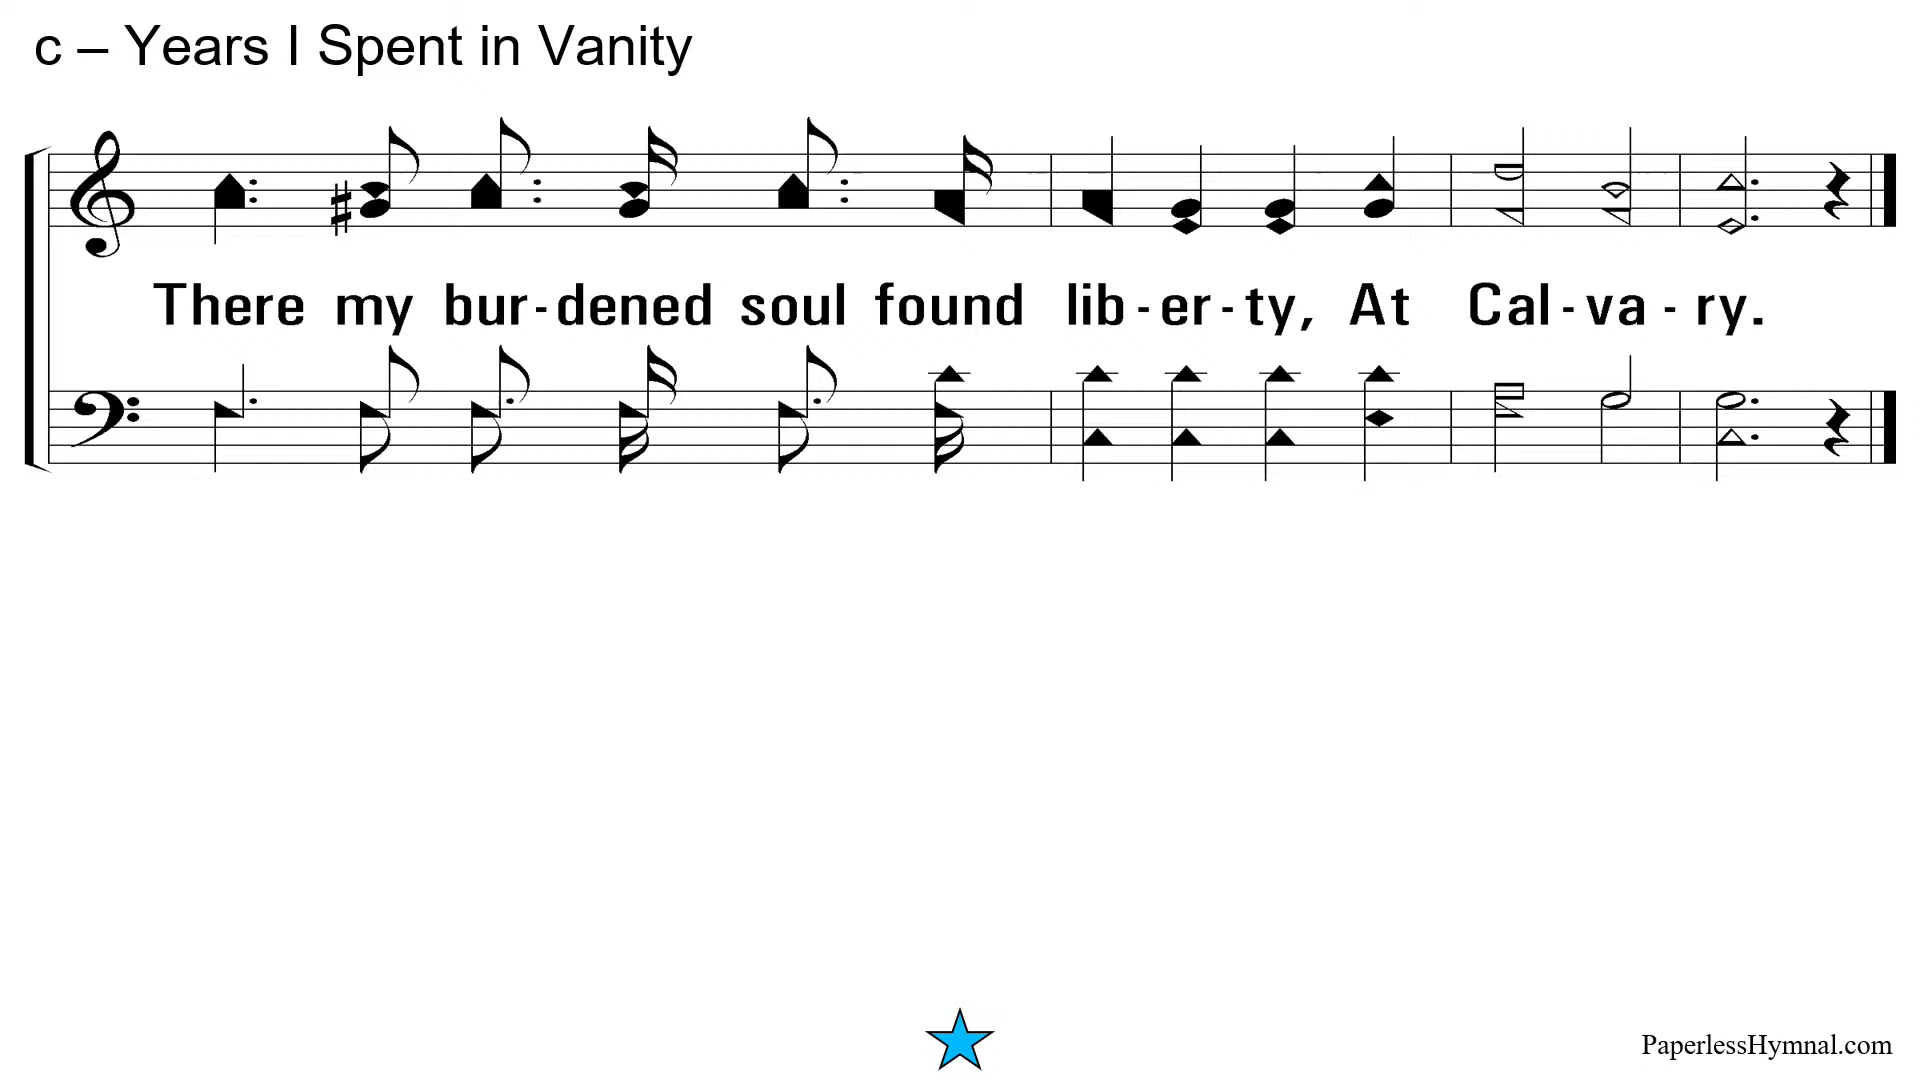 c – Years I Spent in Vanity
There my bur-dened soul found lib-er-ty, At Cal-va-ry.
PaperlessHymnal.com